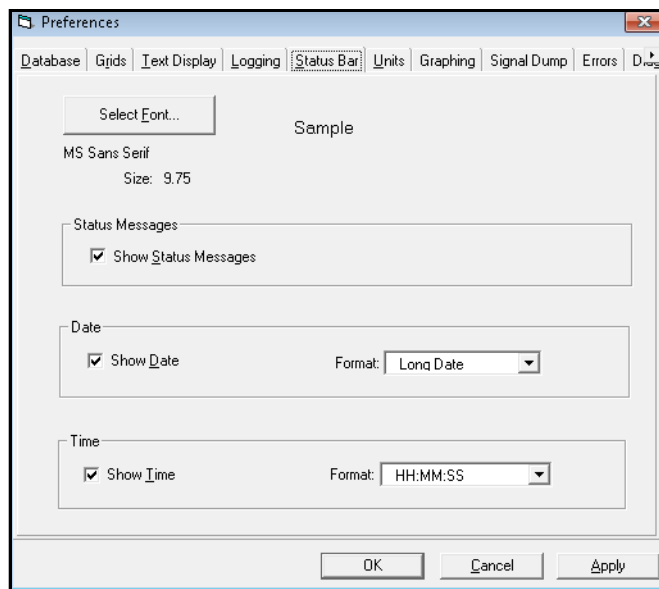 Preferences
Database Grids Text Display Logging Status Bar Units Graphing Signal Dump Errors
Select Font...
Sample
MS Sans Serif
Size: 9.75
Status Messages
Show Status Messages
Date
Show Date Format: Long Date
Time
Show Time Format: HH:MM:SS
OK Cancel Apply